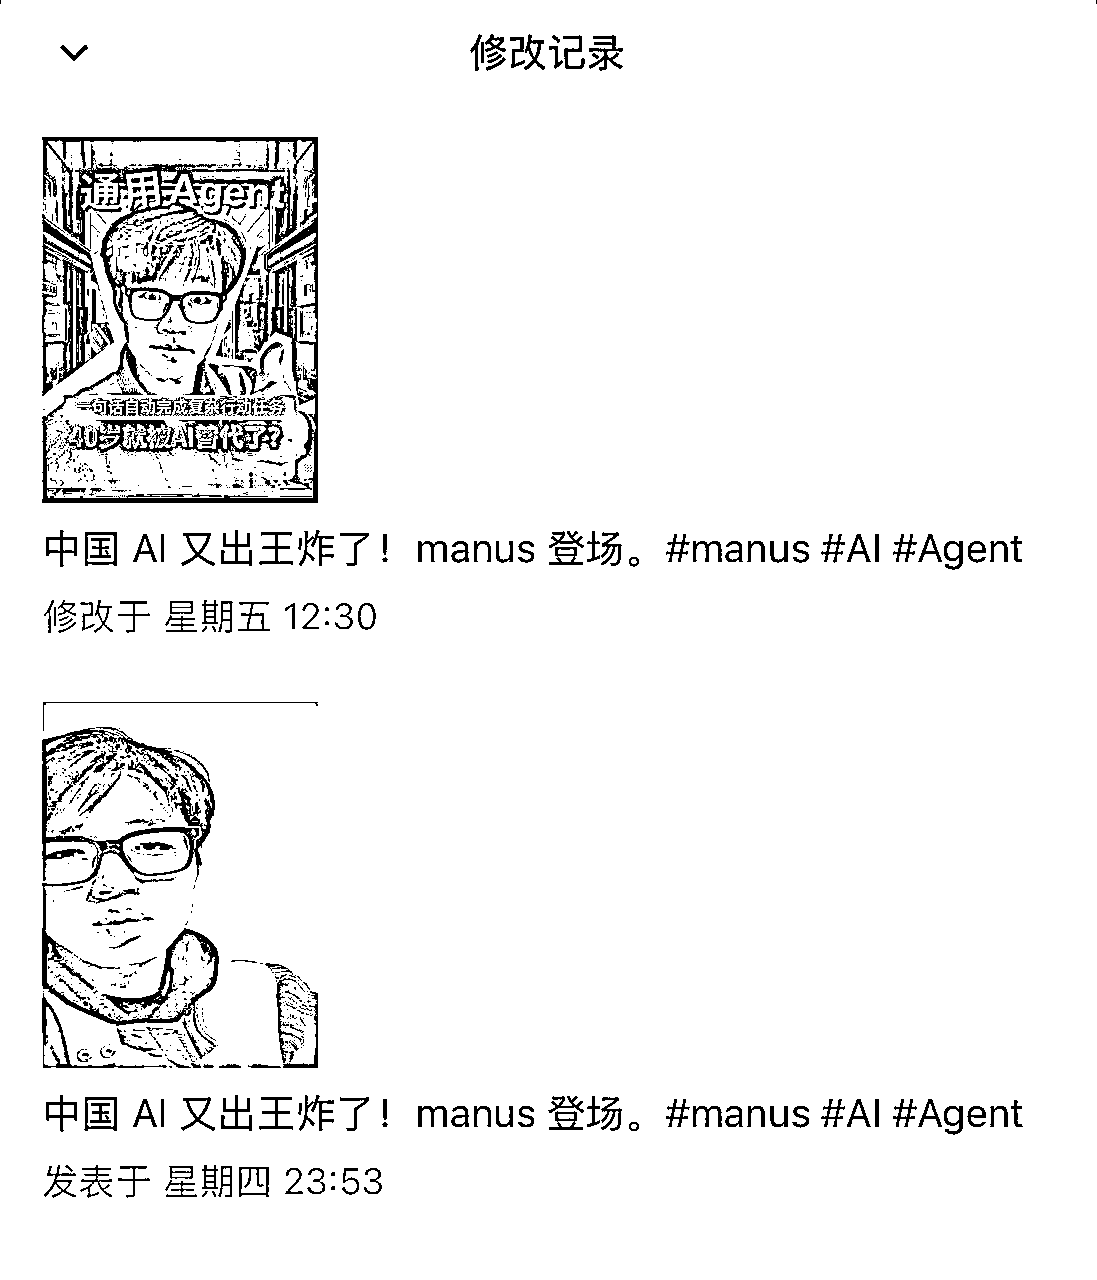 修改记录
通用Agent
一句话自动完成复杂行动任务
40岁就被AI替代了?
中国 AI 又出王炸了！manus 登场。#manus #AI #Agent
修改于 星期五 12:30
中国 AI 又出王炸了！manus 登场。#manus #AI #Agent
发表于 星期四 23:53